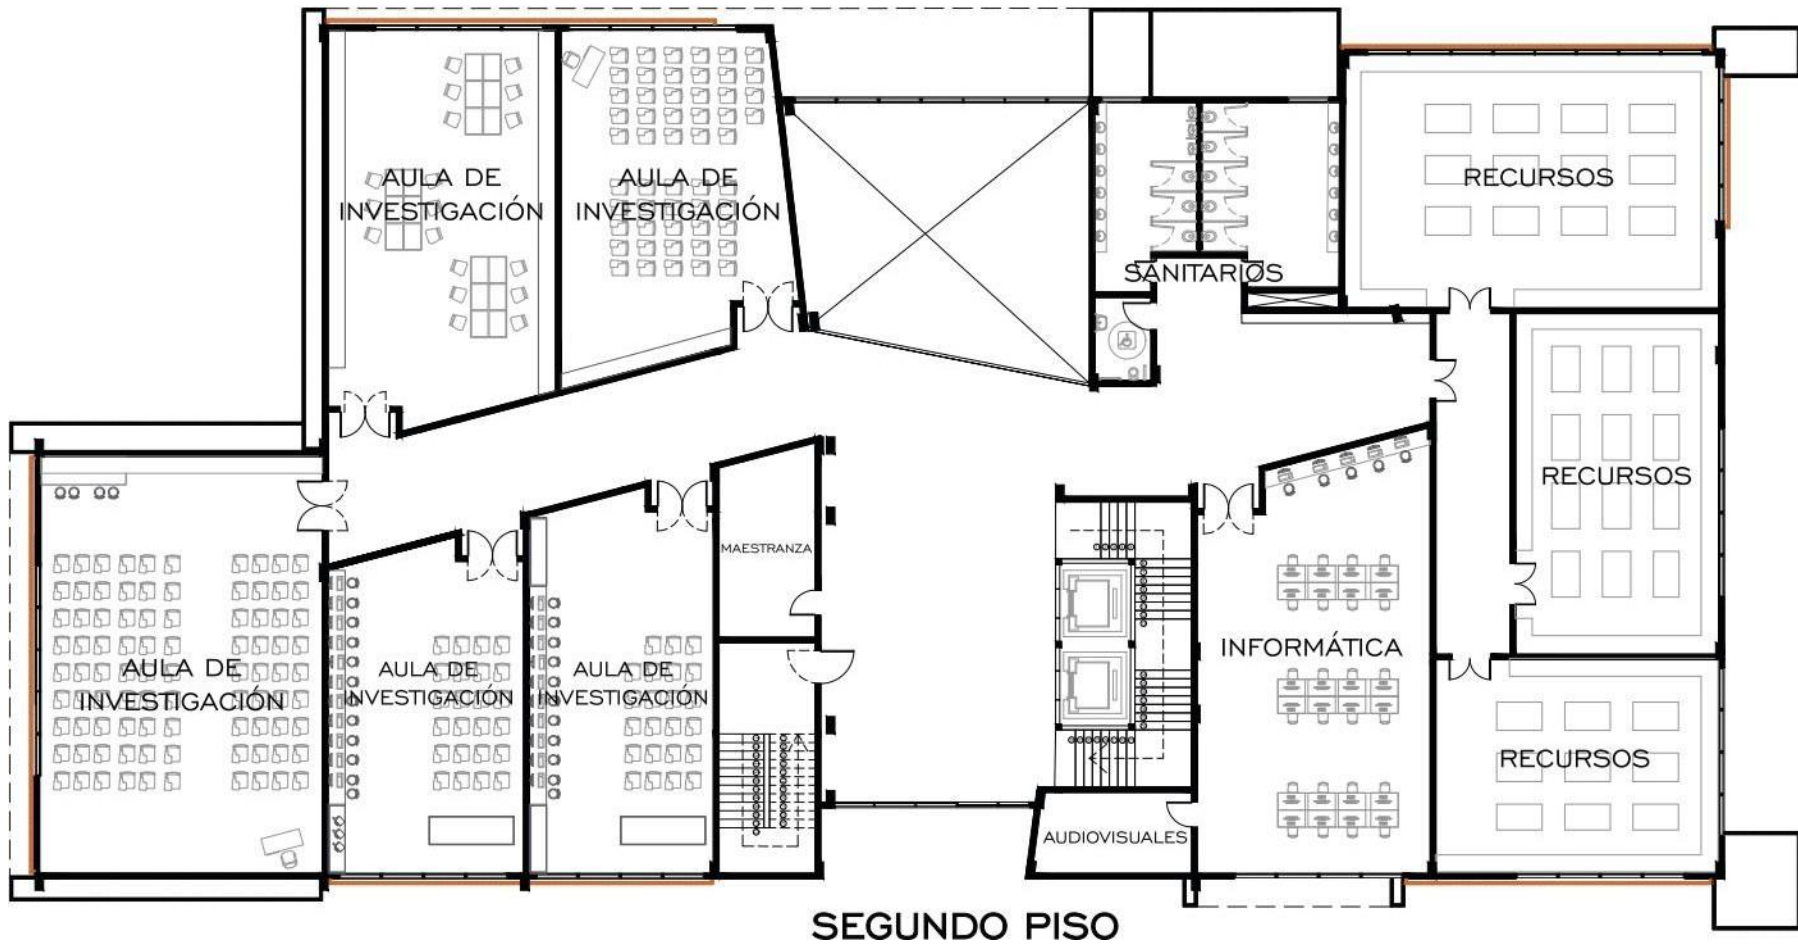 AULA DE
INVESTIGACIÓN
AULA DE
INVESTIGACIÓN
RECURSOS
SANITARIOS
RECURSOS
MAESTRANZA
INFORMÁTICA
AULA DE
INVESTIGACIÓN
AULA DE
INVESTIGACIÓN
AULA DE
INVESTIGACIÓN
RECURSOS
AUDIOVISUALES
SEGUNDO PISO